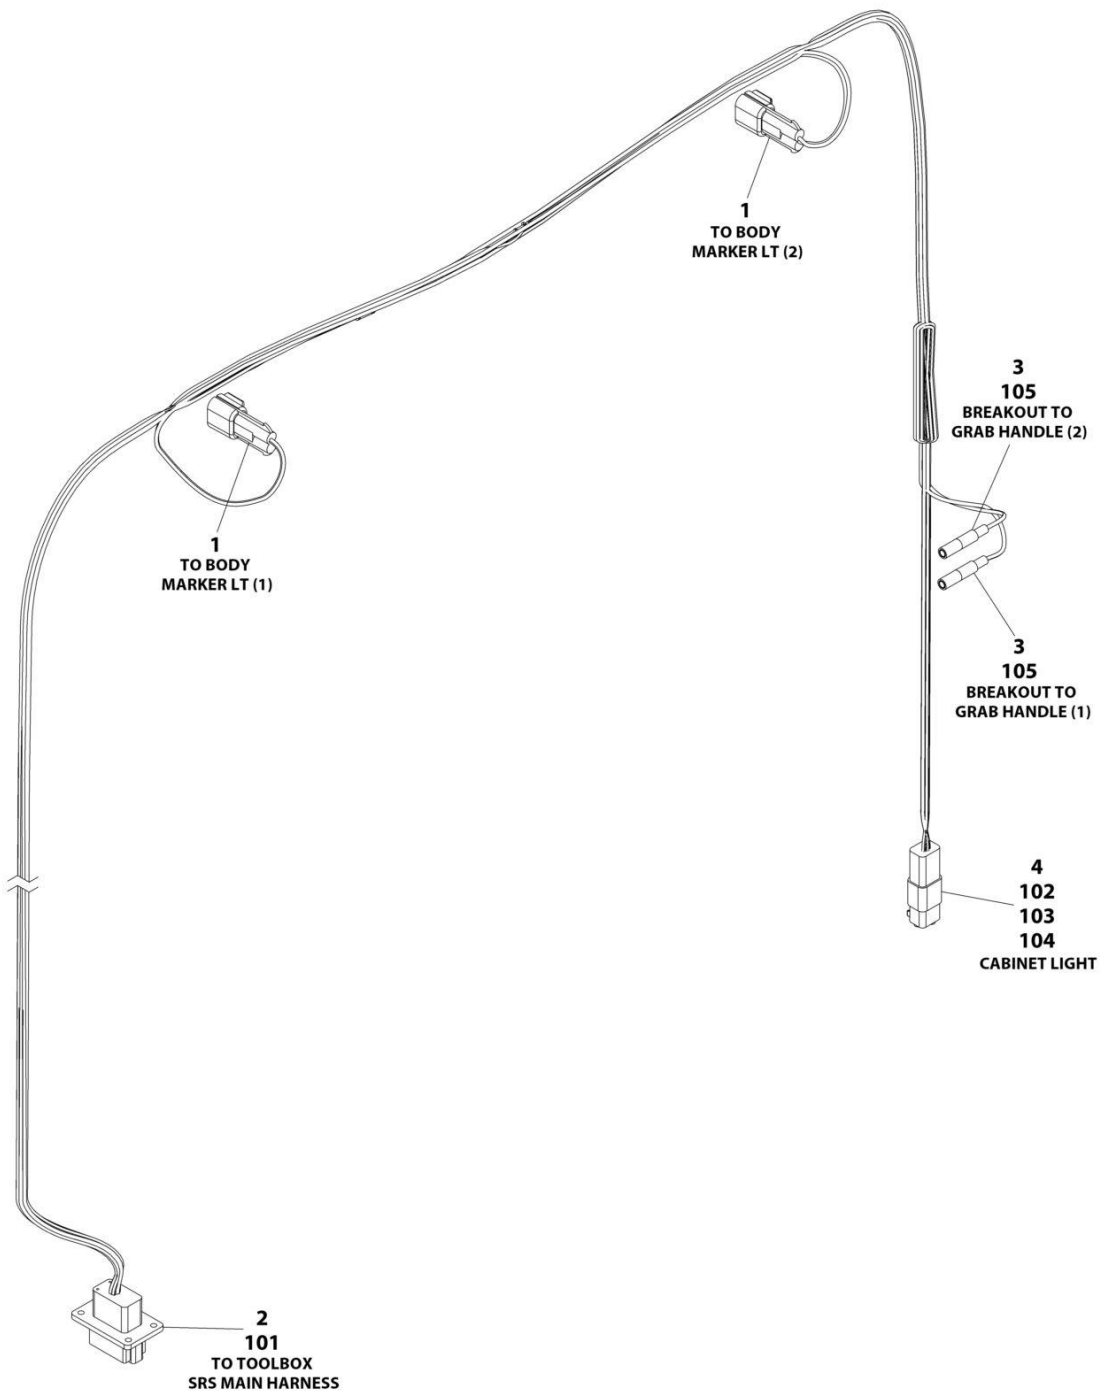 1
TO BODY
MARKER LT (2)
3
105
BREAKOUT TO
GRAB HANDLE (2)
1
TO BODY
MARKER LT (1)
3
105
BREAKOUT TO
GRAB HANDLE (1)
4
102
103
104
CABINET LIGHT
2
101
TO TOOLBOX
SRS MAIN HARNESS